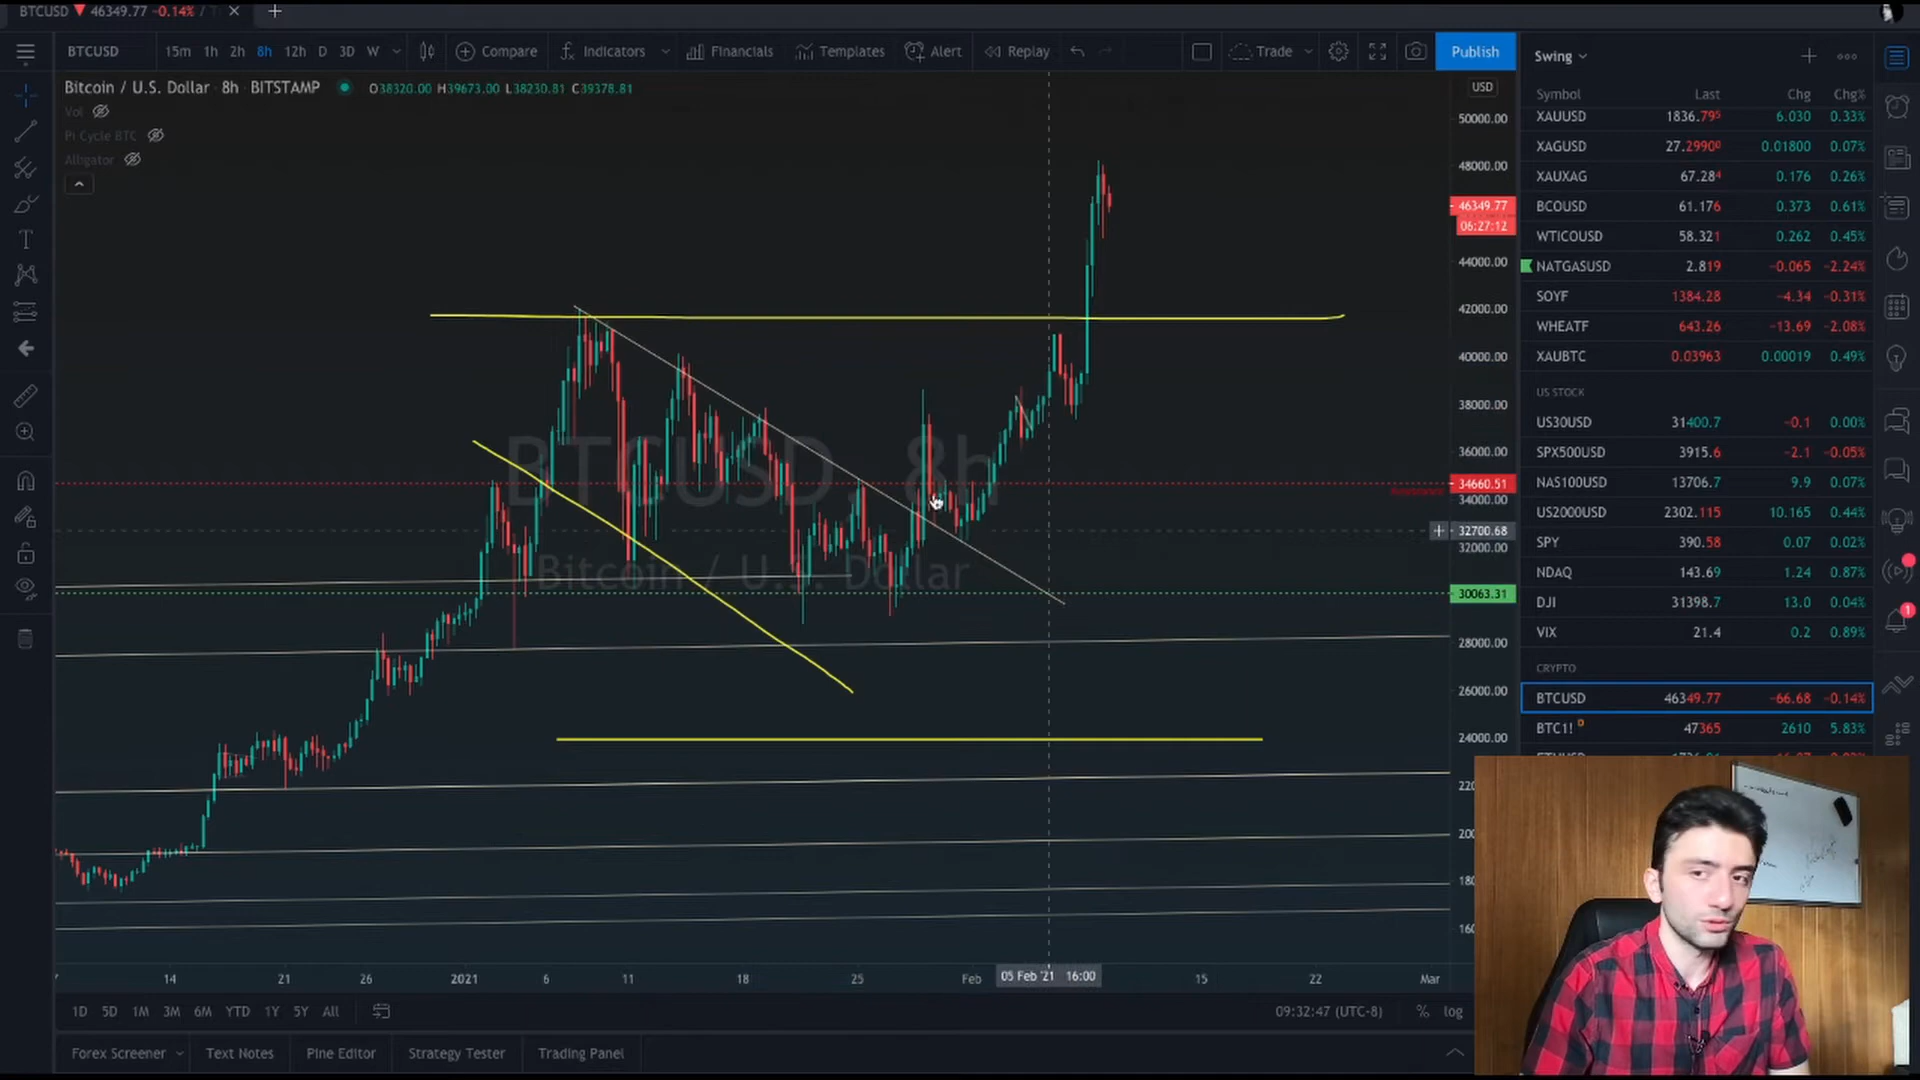 BTCUSD ▼ 46349.77 -0.14% / T
BTCUSD 15m 1h 2h 8h 12h D 3D W Compare Indicators Financials Templates Alert Replay Trade Publish
Bitcoin / U.S. Dollar · 8h · BITSTAMP O38320.00 H39673.00 L38230.81 C39378.81
Vol
Pi Cycle BTC
Alligator
USD
50000.00
48000.00
46349.77
06:27:12
44000.00
42000.00
40000.00
38000.00
36000.00
34660.51
Resistance
34000.00
32700.68
32000.00
30063.31
28000.00
26000.00
24000.00
220
200
180
160
BTCUSD, 8h
Bitcoin / U.S. Dollar
7 14 21 26 2021 6 11 18 25 Feb 05 Feb '21 16:00 15 22 Mar
1D 5D 1M 3M 6M YTD 1Y 5Y All 09:32:47 (UTC-8) % log
Forex Screener Text Notes Pine Editor Strategy Tester Trading Panel
Swing
Symbol Last Chg Chg%
XAUUSD 1836.795 6.030 0.33%
XAGUSD 27.2990 0.01800 0.07%
XAUXAG 67.284 0.176 0.26%
BCOUSD 61.176 0.373 0.61%
WTICOUSD 58.321 0.262 0.45%
NATGASUSD 2.819 -0.065 -2.24%
SOYF 1384.28 -4.34 -0.31%
WHEATF 643.26 -13.69 -2.08%
XAUBTC 0.03963 0.00019 0.49%
US STOCK
US30USD 31400.7 -0.1 0.00%
SPX500USD 3915.6 -2.1 -0.05%
NAS100USD 13706.7 9.9 0.07%
US2000USD 2302.115 10.165 0.44%
SPY 390.58 0.07 0.02%
NDAQ 143.69 1.24 0.87%
DJI 31398.7 13.0 0.04%
VIX 21.4 0.2 0.89%
CRYPTO
BTCUSD 46349.77 -66.68 -0.14%
BTC1! D 47365 2610 5.83%
1